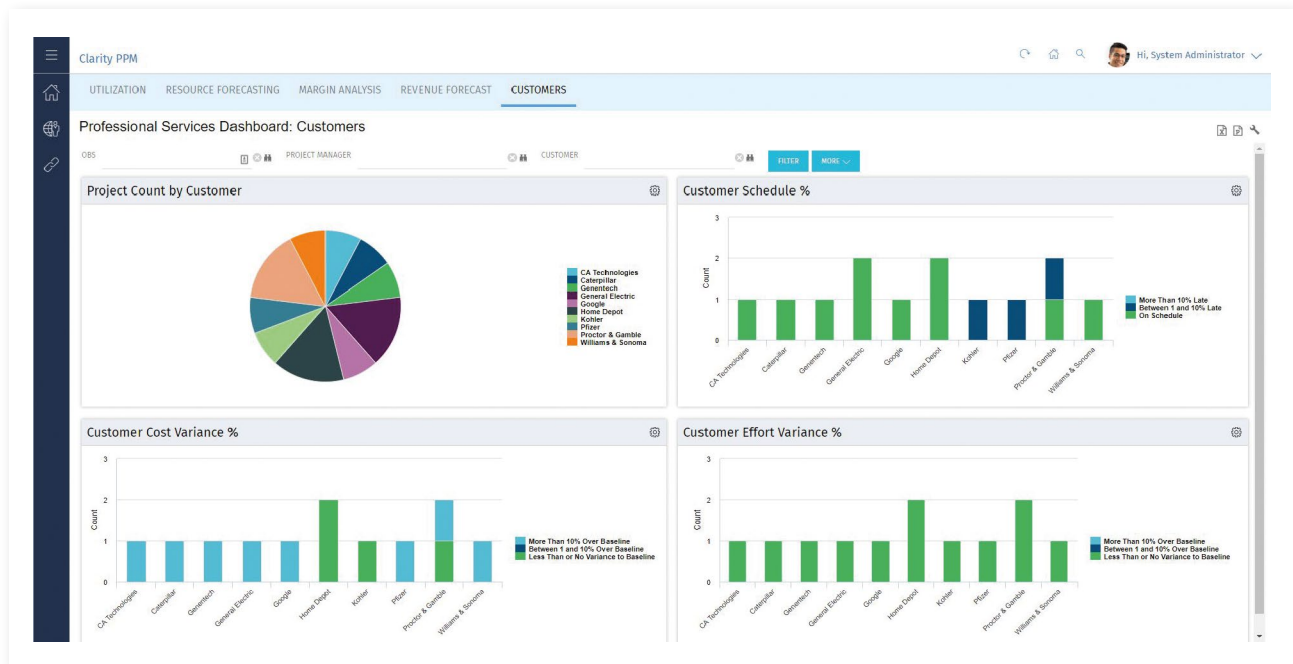 Clarity PPM
Hi, System Administrator
UTILIZATION RESOURCE FORECASTING MARGIN ANALYSIS REVENUE FORECAST CUSTOMERS
Professional Services Dashboard: Customers
OBS PROJECT MANAGER CUSTOMER FILTER MORE
Project Count by Customer
CA Technologies
Caterpillar
Genentech
General Electric
Google
Home Depot
Kohler
Pfizer
Proctor & Gamble
Williams & Sonoma
Customer Schedule %
3
2
1
0
Count
CA Technologies
Caterpillar
Genentech
General Electric
Google
Home Depot
Kohler
Pfizer
Proctor & Gamble
Williams & Sonoma
More Than 10% Late
Between 1 and 10% Late
On Schedule
Customer Cost Variance %
3
2
1
0
Count
CA Technologies
Caterpillar
Genentech
General Electric
Google
Home Depot
Kohler
Pfizer
Proctor & Gamble
Williams & Sonoma
More Than 10% Over Baseline
Between 1 and 10% Over Baseline
Less Than or No Variance to Baseline
Customer Effort Variance %
3
2
1
0
Count
CA Technologies
Caterpillar
Genentech
General Electric
Google
Home Depot
Kohler
Pfizer
Proctor & Gamble
Williams & Sonoma
More Than 10% Over Baseline
Between 1 and 10% Over Baseline
Less Than or No Variance to Baseline